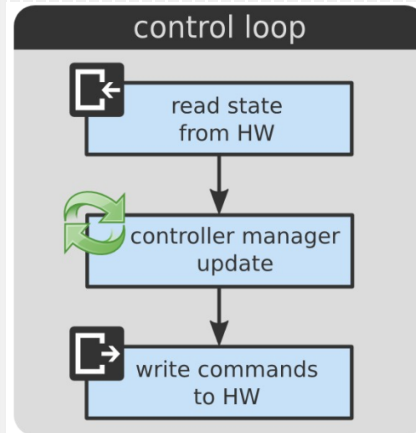 control loop
read state
from HW
controller manager
update
write commands
to HW